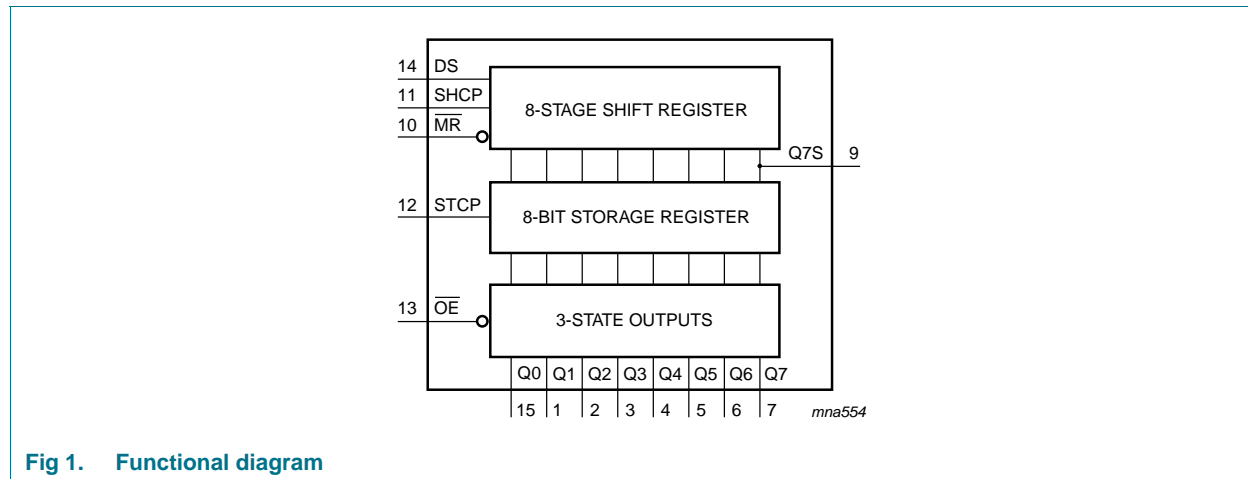 14 DS
11 SHCP
8-STAGE SHIFT REGISTER
10 M̅R̅
Q7S 9
12 STCP
8-BIT STORAGE REGISTER
13 O̅E̅
3-STATE OUTPUTS
Q0 Q1 Q2 Q3 Q4 Q5 Q6 Q7
15 1 2 3 4 5 6 7 mna554
Fig 1. Functional diagram